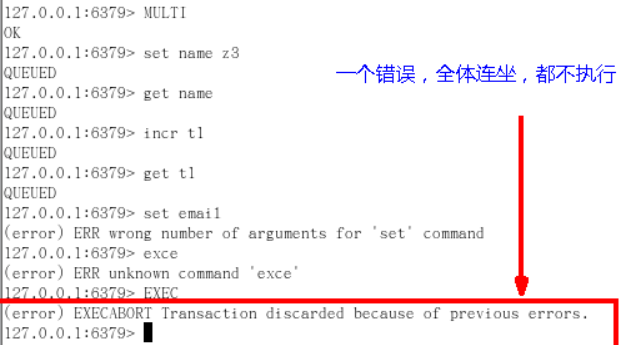 127.0.0.1:6379> MULTI
OK
127.0.0.1:6379> set name z3
QUEUED
一个错误，全体连坐，都不执行
127.0.0.1:6379> get name
QUEUED
127.0.0.1:6379> incr t1
QUEUED
127.0.0.1:6379> get t1
QUEUED
127.0.0.1:6379> set email
(error) ERR wrong number of arguments for 'set' command
127.0.0.1:6379> exce
(error) ERR unknown command 'exce'
127.0.0.1:6379> EXEC
(error) EXECABORT Transaction discarded because of previous errors.
127.0.0.1:6379>